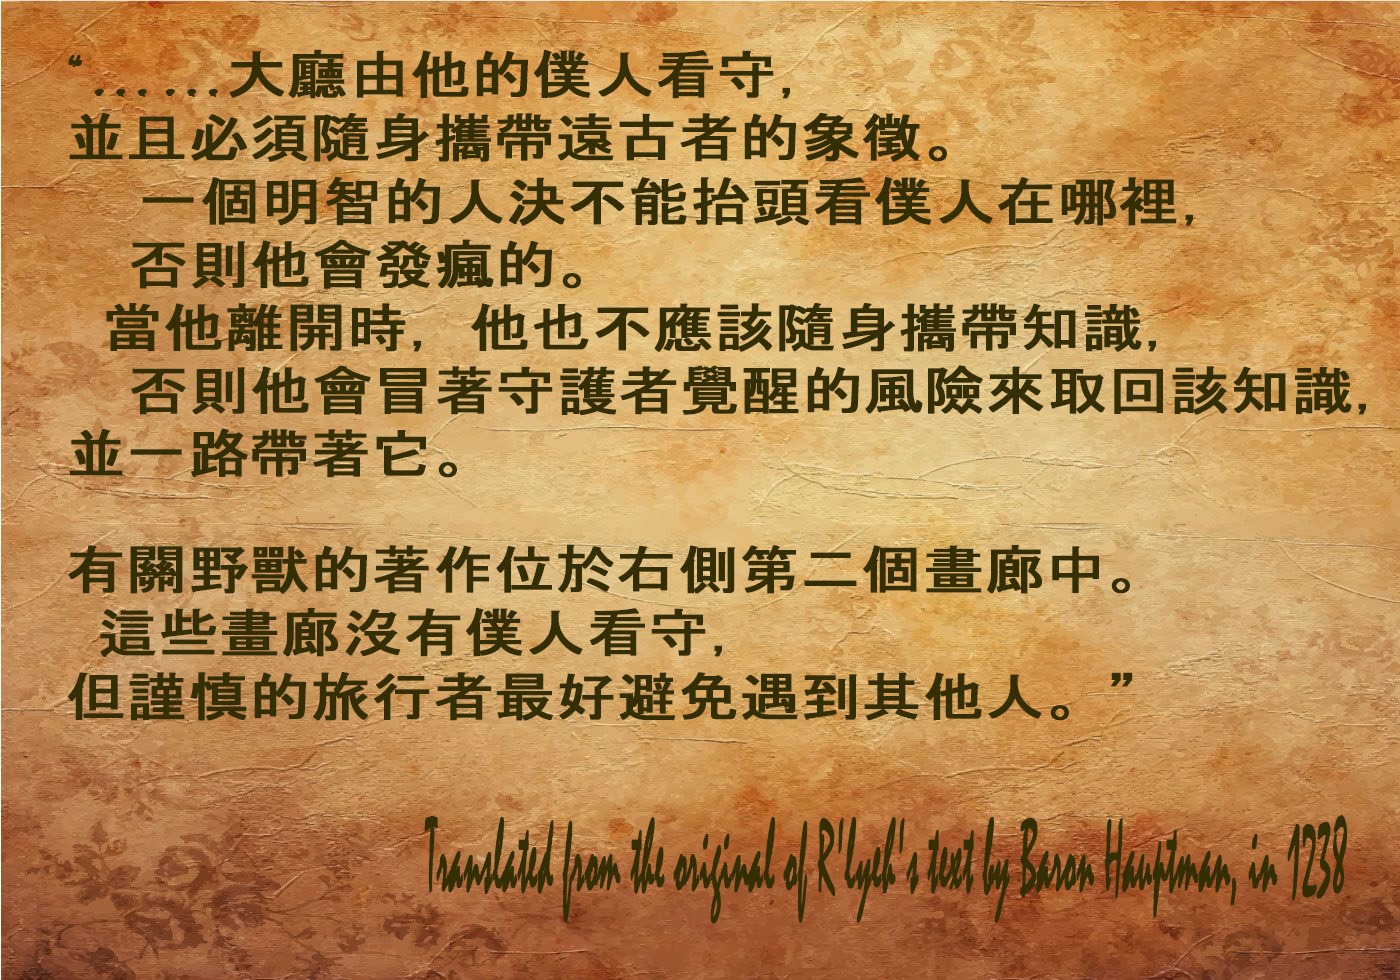 “……大廳由他的僕人看守,
並且必須隨身攜帶遠古者的象徵。
一個明智的人決不能抬頭看僕人在哪裡,
否則他會發瘋的。
當他離開時, 他也不應該隨身攜帶知識,
否則他會冒著守護者覺醒的風險來取回該知識,
並一路帶著它。
有關野獸的著作位於右側第二個畫廊中。
這些畫廊沒有僕人看守,
但謹慎的旅行者最好避免遇到其他人。”
Translated from the original of R'lyeh's text by Baron Hauptman, in 1238